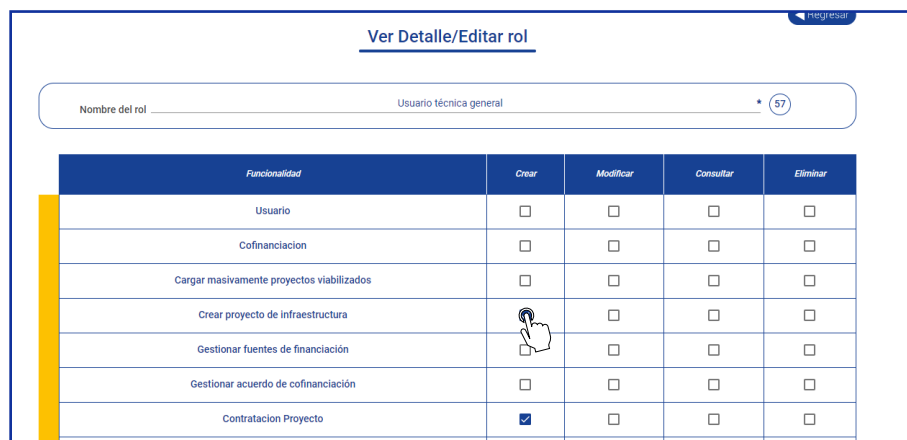 Regresar
Ver Detalle/Editar rol
Nombre del rol Usuario técnica general * 57
Funcionalidad Crear Modificar Consultar Eliminar
Usuario
Cofinanciacion
Cargar masivamente proyectos viabilizados
Crear proyecto de infraestructura
Gestionar fuentes de financiación
Gestionar acuerdo de cofinanciación
Contratacion Proyecto